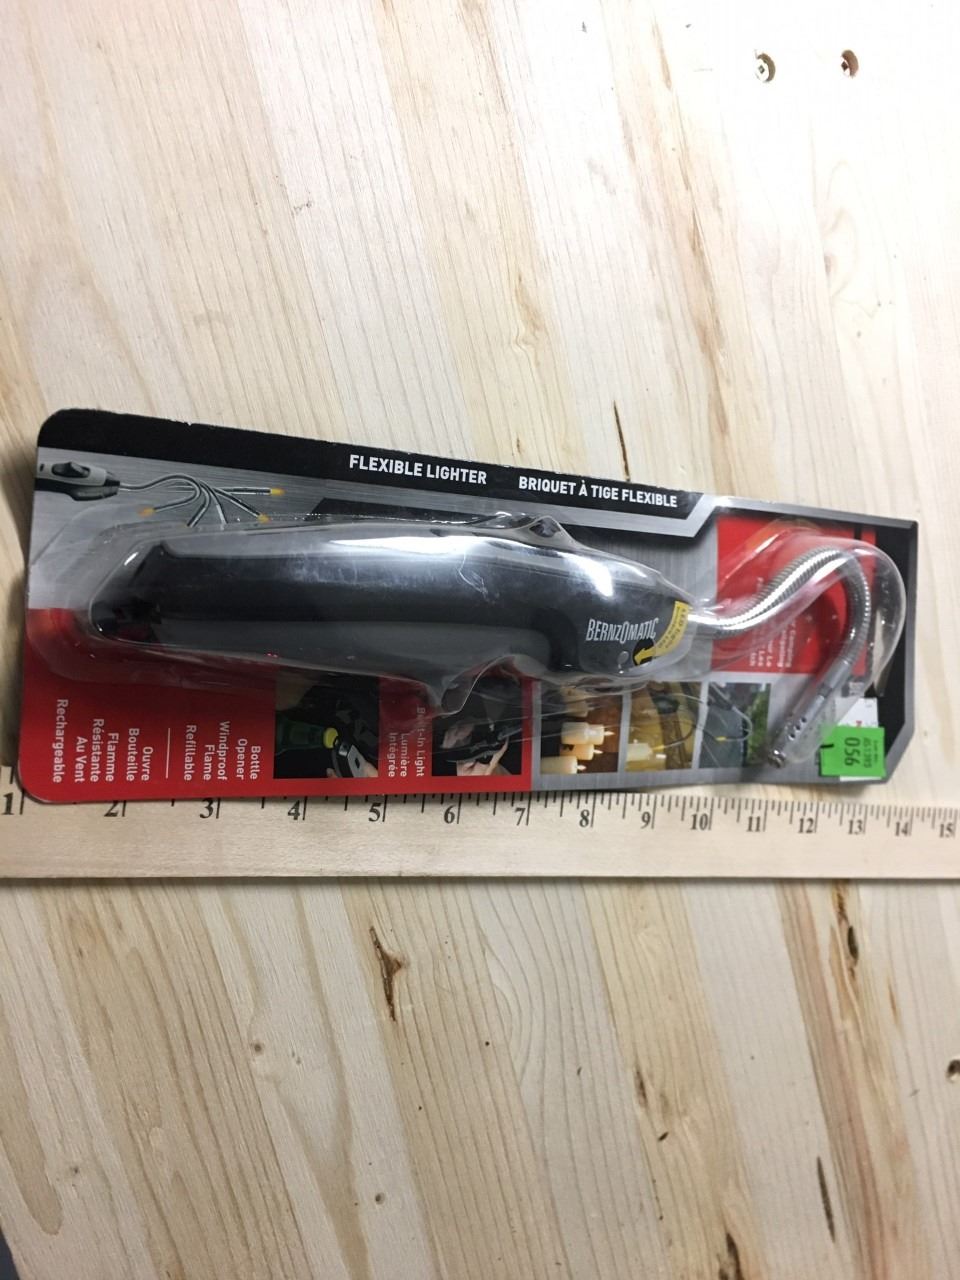 FLEXIBLE LIGHTER
BRIQUET À TIGE FLEXIBLE
BERNZOMATIC
056
Built-in Light
Lumière
Intégrée
Bottle
Opener
Windproof
Flame
Refillable
Ouvre
Bouteille
Flamme
Résistante
Au Vent
Rechargeable
1 2 3 4 5 6 7 8 9 10 11 12 13 14 15